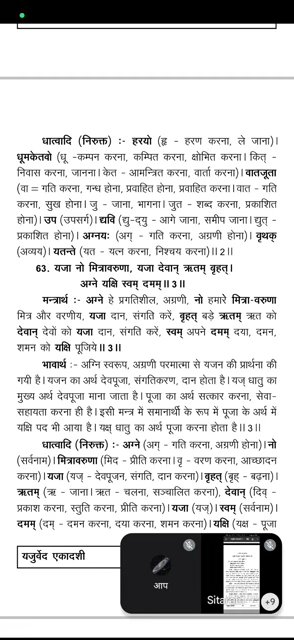 धात्वादि (निरुक्त) :- हरयो (हृ - हरण करना, ले जाना)।
धूमकेतवो (धू -कम्पन करना, कम्पित करना, क्षोभित करना। कित् -
निवास करना, जानना। केत - आमन्त्रित करना, वार्ता करना)। वातजूता
(वा = गति करना, गन्ध होना, प्रवाहित होना, प्रवाहित करना। वात - गति
करना, सुख होना। जु - जाना, भागना। जुत - शब्द करना, प्रकाशित
होना)। उप (उपसर्ग)। द्यवि (द्यु-द्यु - आगे जाना, समीप जाना। द्युत् -
प्रकाशित होना)। अग्नयः (अग् - गति करना, अग्रणी होना)। वृथक्
(अव्यय)। यतन्ते (यत - यत्न करना, निश्चय करना)।।2।।
63. यजा नो मित्रावरुणा, यजा देवान् ऋतम् बृहत्।
अग्ने यक्षि स्वम् दमम्।।3।।
मन्त्रार्थ :- अग्ने हे प्रगतिशील, अग्रणी, नो हमारे मित्रा-वरुणा
मित्र और वरणीय, यजा दान, संगति करें, बृहत् बड़े ऋतम् ऋत को
देवान् देवों को यजा दान, संगति करें, स्वम् अपने दमम् दया, दमन,
शमन को यक्षि पूजिये।।3।।
भावार्थ :- अग्नि स्वरूप, अग्रणी परमात्मा से यजन की प्रार्थना की
गयी है। यजन का अर्थ देवपूजा, संगतिकरण, दान होता है। यज् धातु का
मुख्य अर्थ देवपूजा माना जाता है। पूजा का अर्थ सत्कार करना, सेवा-
सहायता करना ही है। इसी मन्त्र में समानार्थी के रूप में पूजा के अर्थ में
यक्षि पद भी आया है। यक्ष् धातु का अर्थ पूजा करना होता है।।3।।
धात्वादि (निरुक्त) :- अग्ने (अग् - गति करना, अग्रणी होना)। नो
(सर्वनाम)। मित्रावरुणा (मिद - प्रीति करना। वृ - वरण करना, आच्छादन
करना)। यजा (यज् - देवपूजन, संगति, दान करना)। बृहत् (बृह - बढ़ना)।
ऋतम् (ऋ - जाना। ऋत - चलना, सञ्चालित करना), देवान् (दिव् -
प्रकाश करना, स्तुति करना, प्रीति करना)। यजा (यज्)। स्वम् (सर्वनाम)।
दमम् (दम् - दमन करना, दया करना, शमन करना)। यक्षि (यक्ष - पूजा
यजुर्वेद एकादशी
आप
Sita
+9